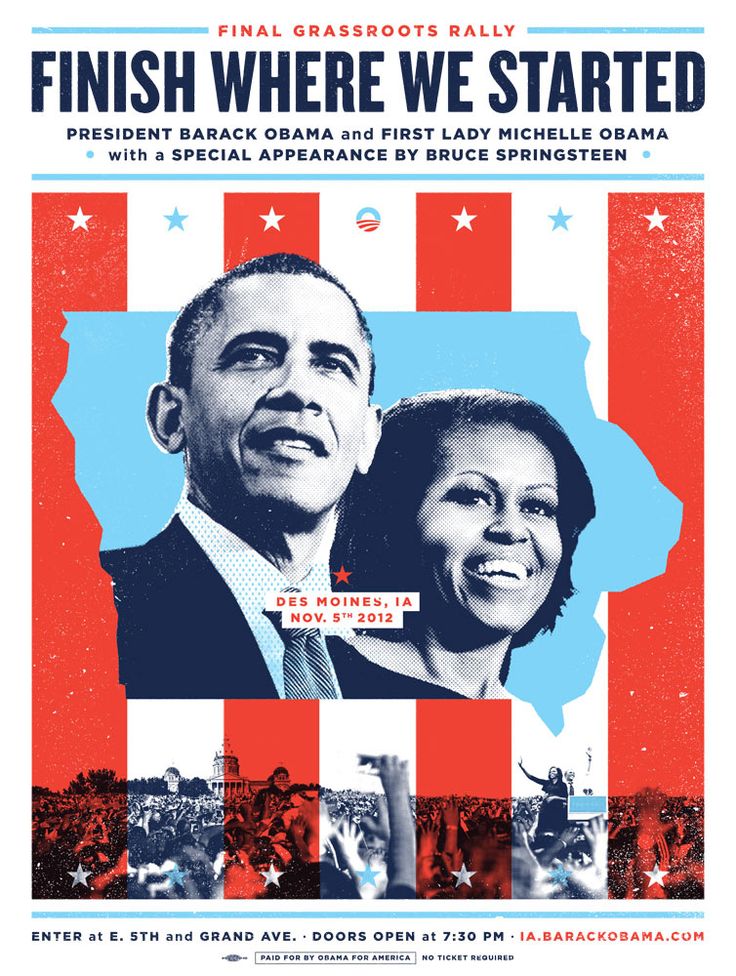 FINAL GRASSROOTS RALLY
FINISH WHERE WE STARTED
PRESIDENT BARACK OBAMA and FIRST LADY MICHELLE OBAMA
• with a SPECIAL APPEARANCE BY BRUCE SPRINGSTEEN •
DES MOINES, IA
NOV. 5TH 2012
ENTER at E. 5TH and GRAND AVE. · DOORS OPEN at 7:30 PM · IA.BARACKOBAMA.COM
PAID FOR BY OBAMA FOR AMERICA NO TICKET REQUIRED